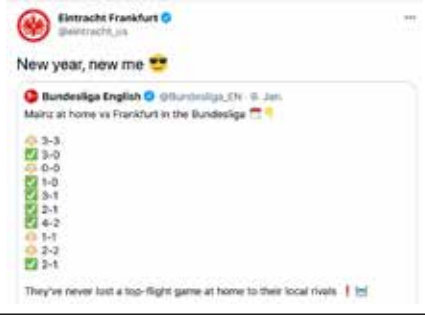 Eintracht Frankfurt
@eintracht_us
New year, new me 😎
Bundesliga English @Bundesliga_EN · 9. Jan.
Mainz at home vs Frankfurt in the Bundesliga
3-3
✅ 3-0
0-0
✅ 1-0
✅ 3-1
✅ 2-1
✅ 4-2
1-1
2-2
✅ 2-1
They've never lost a top-flight game at home to their local rivals ❗